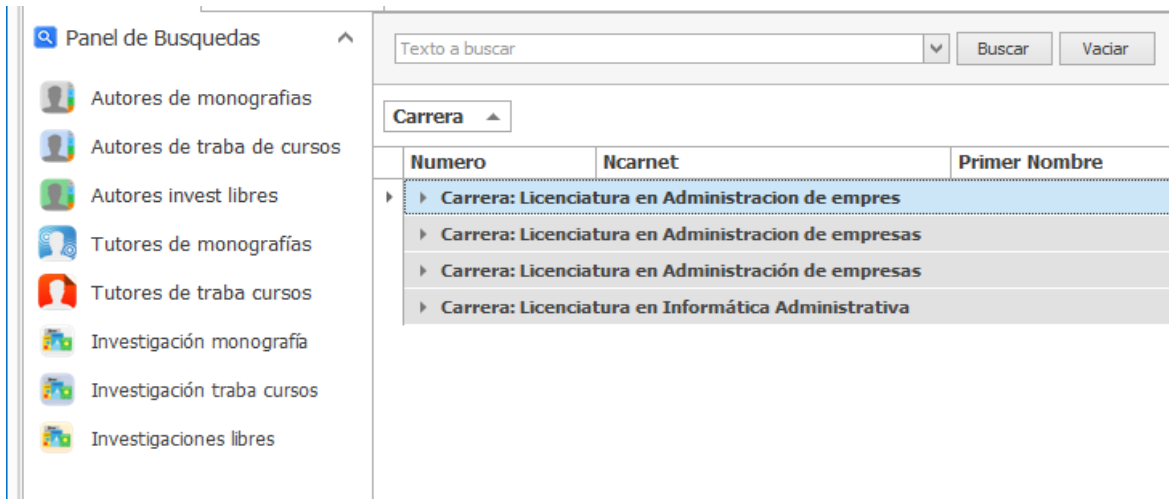 Panel de Busquedas
Autores de monografias
Autores de traba de cursos
Autores invest libres
Tutores de monografías
Tutores de traba cursos
Investigación monografía
Investigación traba cursos
Investigaciones libres
Texto a buscar
Buscar
Vaciar
Carrera
Numero
Ncarnet
Primer Nombre
Carrera: Licenciatura en Administracion de empres
Carrera: Licenciatura en Administracion de empresas
Carrera: Licenciatura en Administración de empresas
Carrera: Licenciatura en Informática Administrativa